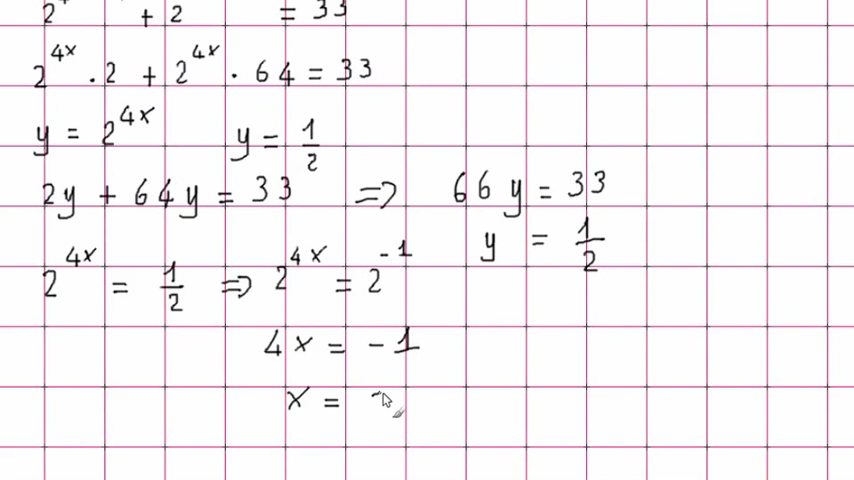 2 + 2 = 33
2^{4x} · 2 + 2^{4x} · 64 = 33
y = 2^{4x} y = 1/2
2y + 64y = 33 ⇒ 66y = 33
y = 1/2
2^{4x} = 1/2 ⇒ 2^{4x} = 2^{-1}
4x = -1
x = -